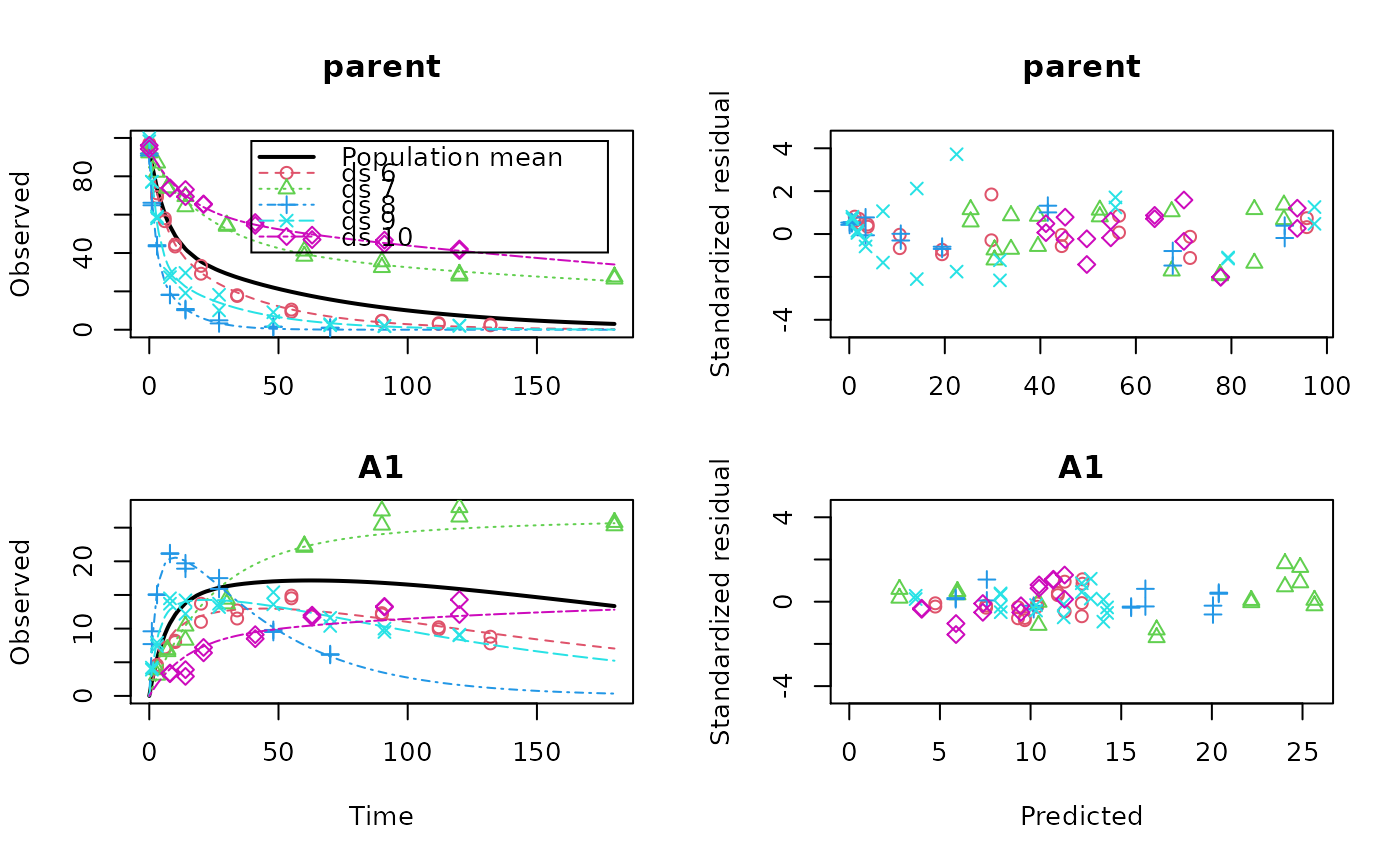 parent
Observed
0
40
80
Population mean
ds 6
ds 7
ds 8
ds 9
ds 10
0 50 100 150
parent
Standardized residual
-4
0
2
4
0 20 40 60 80 100
A1
Observed
0
10
20
0 50 100 150
Time
A1
Standardized residual
-4
0
4
0 5 10 15 20 25
Predicted